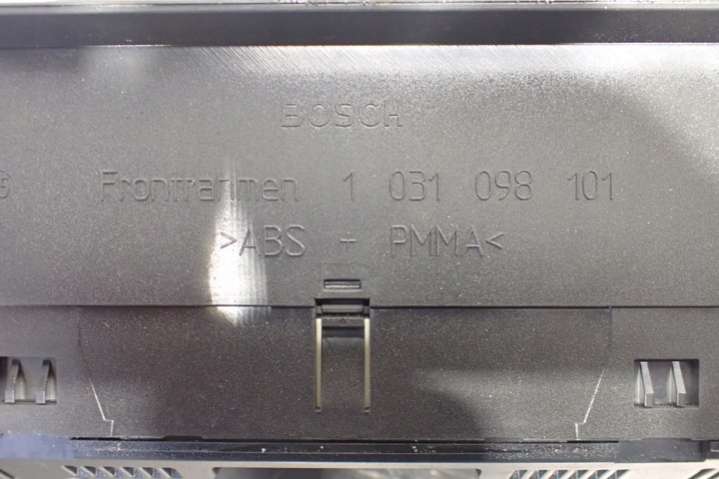 BOSCH
Frontrahmen 1 031 098 101
>ABS + PMMA<